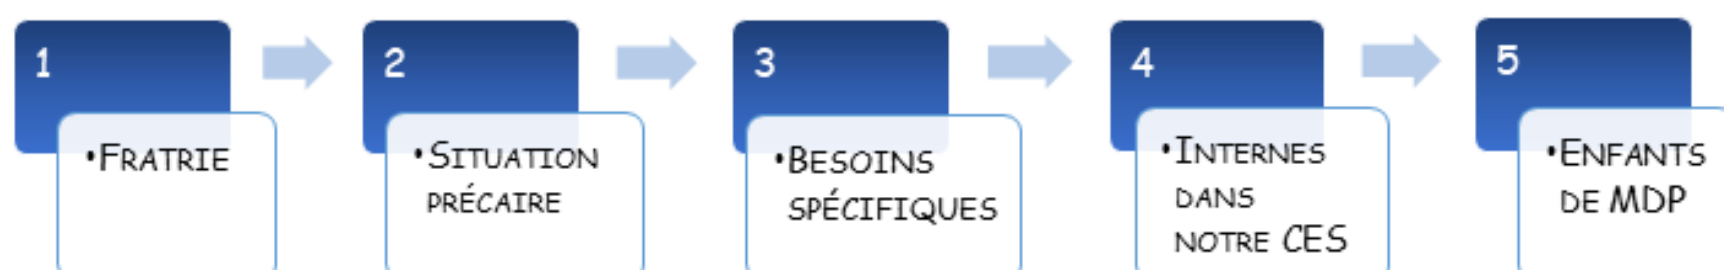 1
•FRATRIE
2
•SITUATION
PRÉCAIRE
3
•BESOINS
SPÉCIFIQUES
4
•INTERNES
DANS
NOTRE CES
5
•ENFANTS
DE MDP